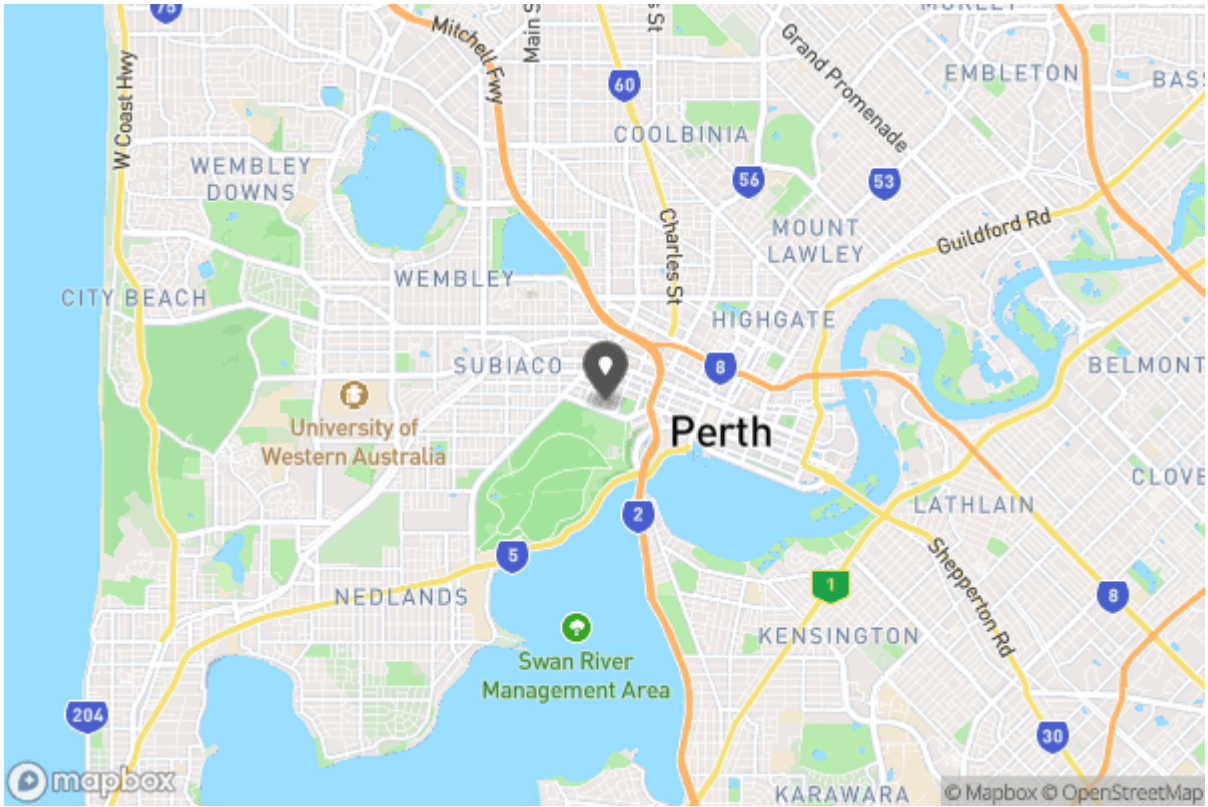 75
Main S
s St
MORLEY
Mitchell Fwy
Grand Promenade
W Coast Hwy
60
EMBLETON
BASS
COOLBINIA
WEMBLEY
DOWNS
56
53
MOUNT
LAWLEY
Charles St
Guildford Rd
WEMBLEY
CITY BEACH
HIGHGATE
SUBIACO
8
BELMONT
University of
Western Australia
Perth
CLOVE
LATHLAIN
2
5
Shepperton Rd
1
8
NEDLANDS
KENSINGTON
Swan River
Management Area
204
30
mapbox
KARAWARA
© Mapbox © OpenStreetMap